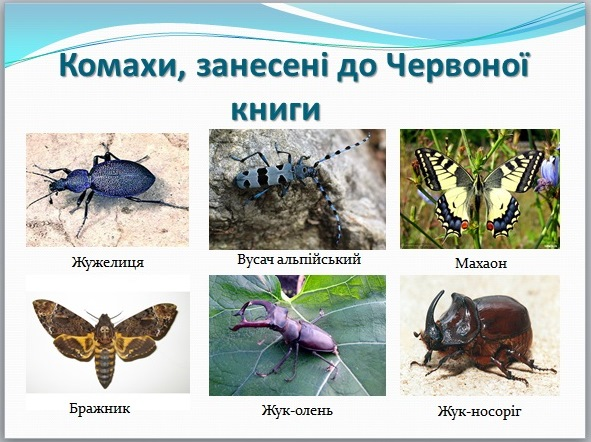 Комахи, занесені до Червоної
книги
Жужелиця
Вусач альпійський
Махаон
Бражник
Жук-олень
Жук-носоріг